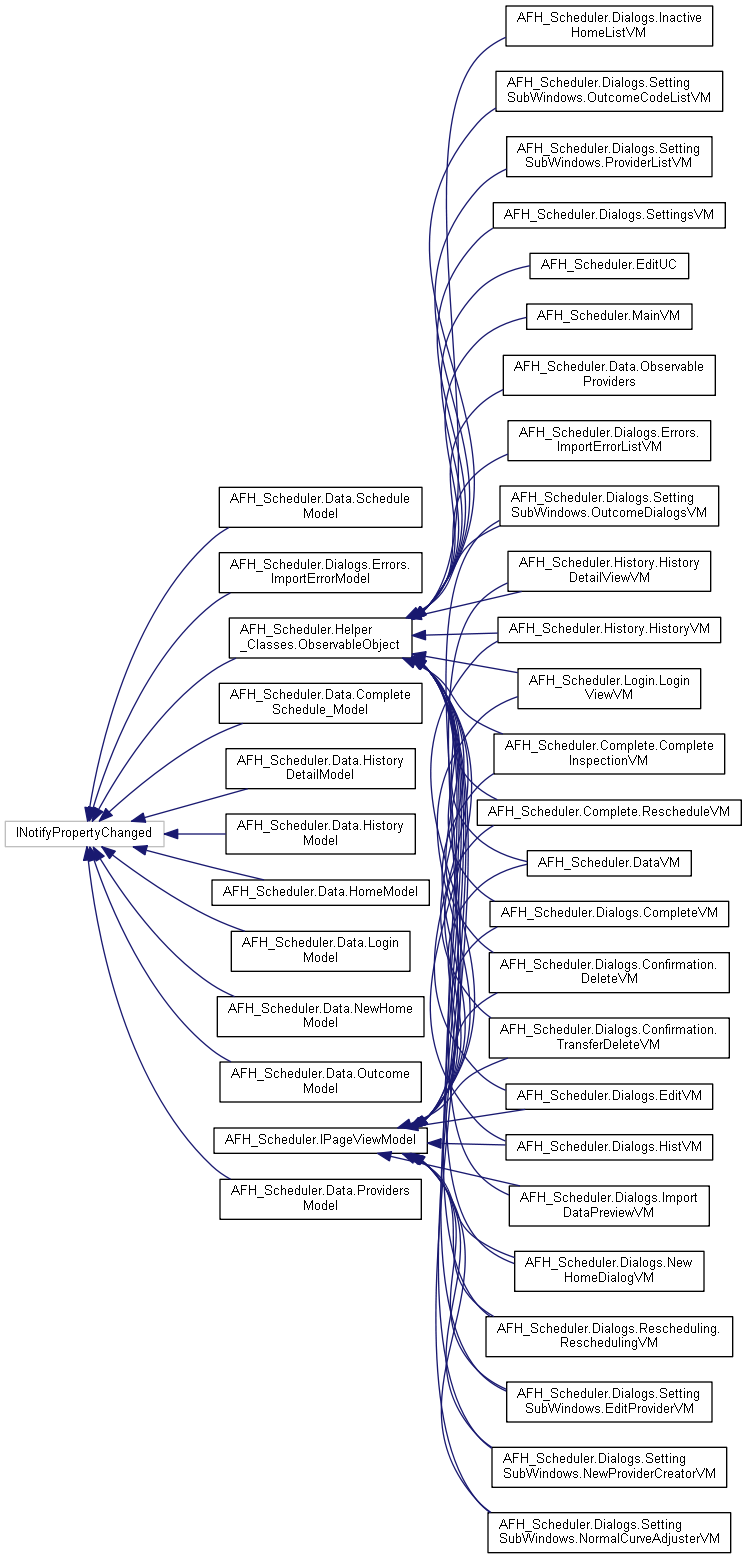 INotifyPropertyChanged
AFH_Scheduler.Data.Schedule
Model
AFH_Scheduler.Dialogs.Errors.
ImportErrorModel
AFH_Scheduler.Helper
_Classes.ObservableObject
AFH_Scheduler.Data.Complete
Schedule_Model
AFH_Scheduler.Data.History
DetailModel
AFH_Scheduler.Data.History
Model
AFH_Scheduler.Data.HomeModel
AFH_Scheduler.Data.Login
Model
AFH_Scheduler.Data.NewHome
Model
AFH_Scheduler.Data.Outcome
Model
AFH_Scheduler.IPageViewModel
AFH_Scheduler.Data.Providers
Model
AFH_Scheduler.Dialogs.Inactive
HomeListVM
AFH_Scheduler.Dialogs.Setting
SubWindows.OutcomeCodeListVM
AFH_Scheduler.Dialogs.Setting
SubWindows.ProviderListVM
AFH_Scheduler.Dialogs.SettingsVM
AFH_Scheduler.EditUC
AFH_Scheduler.MainVM
AFH_Scheduler.Data.Observable
Providers
AFH_Scheduler.Dialogs.Errors.
ImportErrorListVM
AFH_Scheduler.Dialogs.Setting
SubWindows.OutcomeDialogsVM
AFH_Scheduler.History.History
DetailViewVM
AFH_Scheduler.History.HistoryVM
AFH_Scheduler.Login.Login
ViewVM
AFH_Scheduler.Complete.Complete
InspectionVM
AFH_Scheduler.Complete.RescheduleVM
AFH_Scheduler.DataVM
AFH_Scheduler.Dialogs.CompleteVM
AFH_Scheduler.Dialogs.Confirmation.
DeleteVM
AFH_Scheduler.Dialogs.Confirmation.
TransferDeleteVM
AFH_Scheduler.Dialogs.EditVM
AFH_Scheduler.Dialogs.HistVM
AFH_Scheduler.Dialogs.Import
DataPreviewVM
AFH_Scheduler.Dialogs.New
HomeDialogVM
AFH_Scheduler.Dialogs.Rescheduling.
ReschedulingVM
AFH_Scheduler.Dialogs.Setting
SubWindows.EditProviderVM
AFH_Scheduler.Dialogs.Setting
SubWindows.NewProviderCreatorVM
AFH_Scheduler.Dialogs.Setting
SubWindows.NormalCurveAdjusterVM